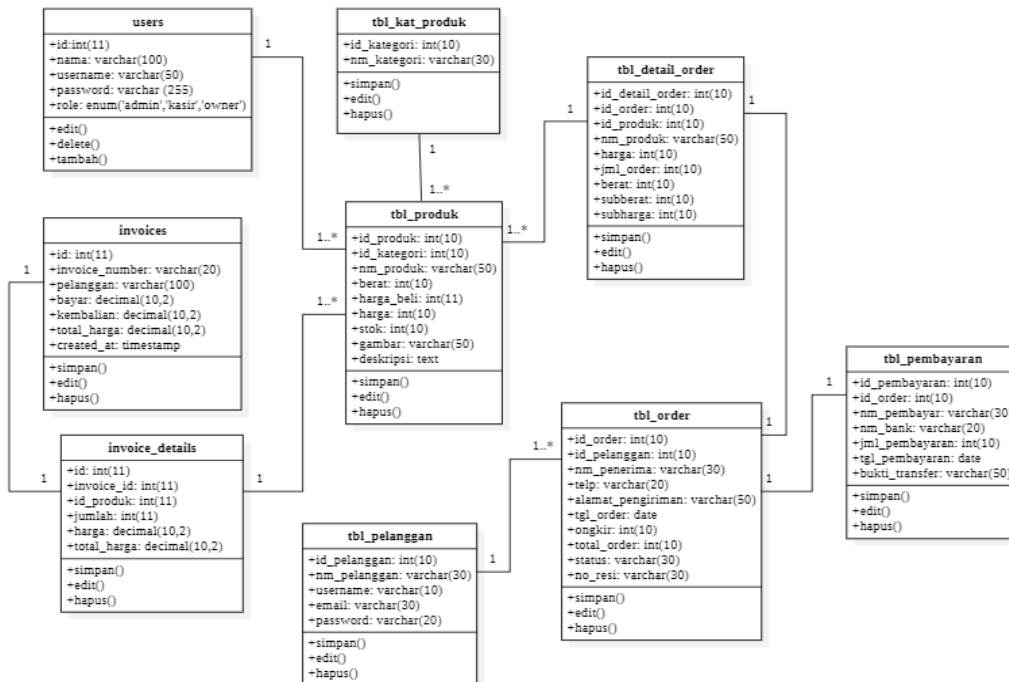 users
+id:int(11)
+nama: varchar(100)
+username: varchar(50)
+password: varchar (255)
+role: enum('admin','kasir','owner')
+edit()
+delete()
+tambah()
1
1..*
tbl_kat_produk
+id_kategori: int(10)
+nm_kategori: varchar(30)
+simpan()
+edit()
+hapus()
1
1..*
tbl_detail_order
+id_detail_order: int(10)
+id_order: int(10)
+id_produk: int(10)
+nm_produk: varchar(50)
+harga: int(10)
+jml_order: int(10)
+berat: int(10)
+subberat: int(10)
+subharga: int(10)
+simpan()
+edit()
+hapus()
1
1..*
1
1
invoices
+id: int(11)
+invoice_number: varchar(20)
+pelanggan: varchar(100)
+bayar: decimal(10,2)
+kembalian: decimal(10,2)
+total_harga: decimal(10,2)
+created_at: timestamp
+simpan()
+edit()
+hapus()
1
1
tbl_produk
+id_produk: int(10)
+id_kategori: int(10)
+nm_produk: varchar(50)
+berat: int(10)
+harga_beli: int(11)
+harga: int(10)
+stok: int(10)
+gambar: varchar(50)
+deskripsi: text
+simpan()
+edit()
+hapus()
1..*
1
invoice_details
+id: int(11)
+invoice_id: int(11)
+id_produk: int(11)
+jumlah: int(11)
+harga: decimal(10,2)
+total_harga: decimal(10,2)
+simpan()
+edit()
+hapus()
tbl_order
+id_order: int(10)
+id_pelanggan: int(10)
+nm_penerima: varchar(30)
+telp: varchar(20)
+alamat_pengiriman: varchar(50)
+tgl_order: date
+ongkir: int(10)
+total_order: int(10)
+status: varchar(30)
+no_resi: varchar(30)
+simpan()
+edit()
+hapus()
1
1
tbl_pembayaran
+id_pembayaran: int(10)
+id_order: int(10)
+nm_pembayar: varchar(30)
+nm_bank: varchar(20)
+jml_pembayaran: int(10)
+tgl_pembayaran: date
+bukti_transfer: varchar(50)
+simpan()
+edit()
+hapus()
tbl_pelanggan
+id_pelanggan: int(10)
+nm_pelanggan: varchar(30)
+username: varchar(10)
+email: varchar(30)
+password: varchar(20)
+simpan()
+edit()
+hapus()
1
1..*